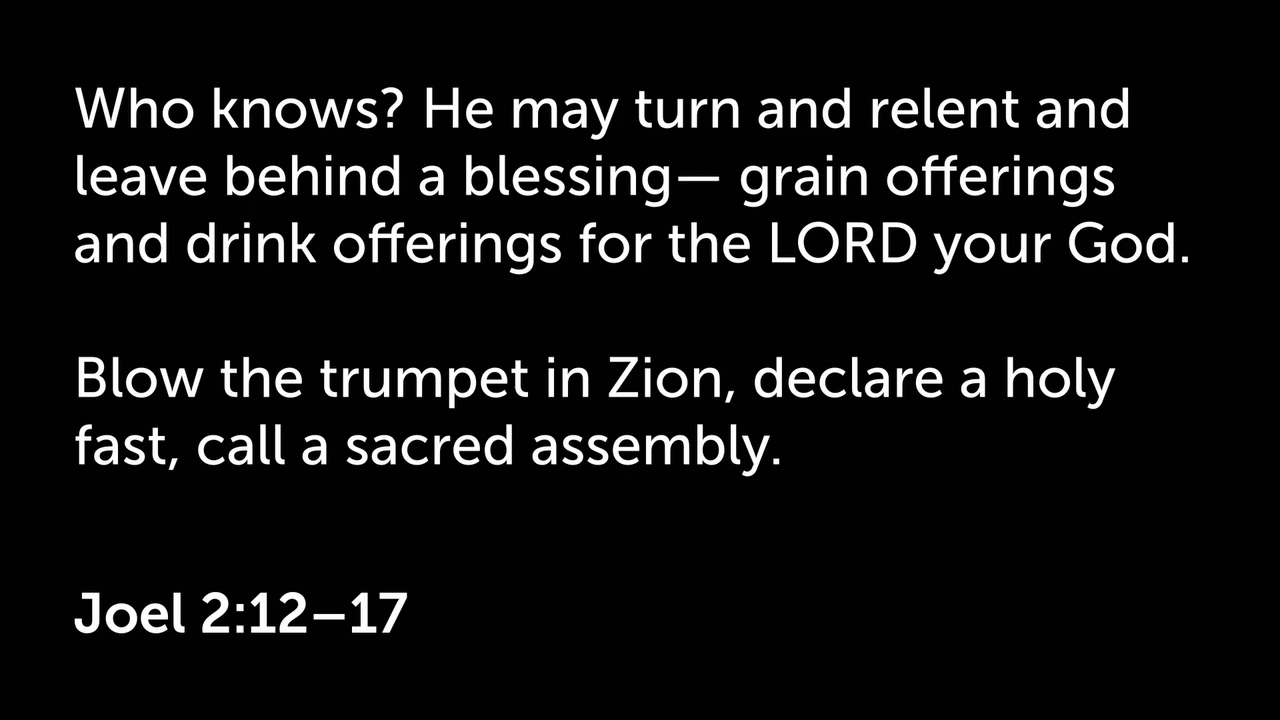 Who knows? He may turn and relent and
leave behind a blessing— grain offerings
and drink offerings for the LORD your God.
Blow the trumpet in Zion, declare a holy
fast, call a sacred assembly.
Joel 2:12–17